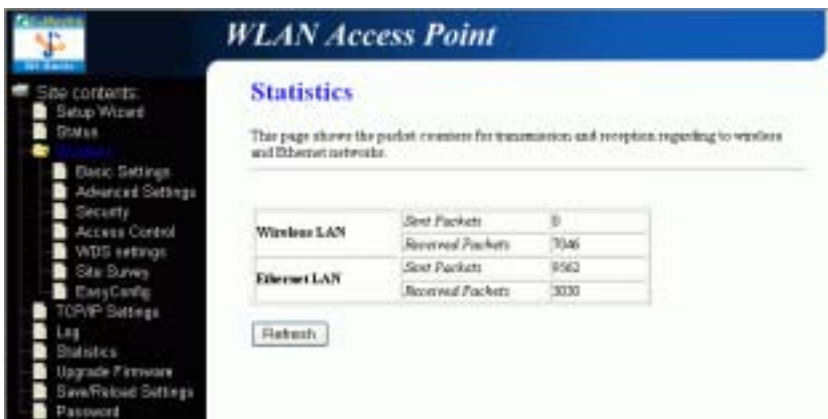 WLAN Access Point
Site contents:
Setup Wizard
Status
Wireless
Basic Settings
Advanced Settings
Security
Access Control
WDS settings
Site Survey
EasyConfig
TCP/IP Settings
Log
Statistics
Upgrade Firmware
Save/Reload Settings
Password
Statistics
This page shows the packet counters for transmission and reception regarding to wireless
and Ethernet networks.
Wireless LAN
Sent Packets 0
Received Packets 7046
Ethernet LAN
Sent Packets 9562
Received Packets 3030
Refresh